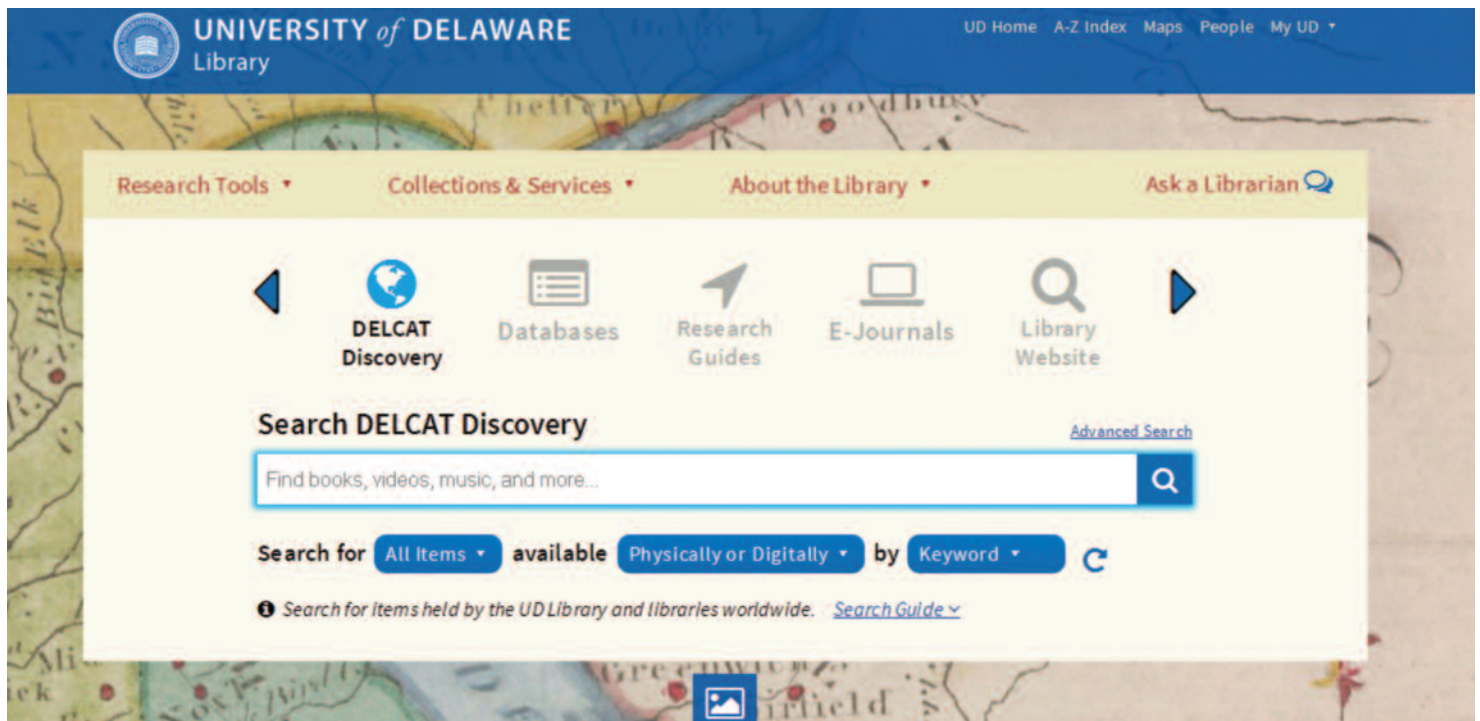 UNIVERSITY of DELAWARE
Library
UD Home A-Z Index Maps People My UD
Chester
Woodbury
Research Tools
Collections & Services
About the Library
Ask a Librarian
DELCAT
Discovery
Databases
Research
Guides
E-Journals
Library
Website
Search DELCAT Discovery
Advanced Search
Find books, videos, music, and more...
Search for All Items available Physically or Digitally by Keyword
Search for items held by the UD Library and libraries worldwide. Search Guide
Greenwich